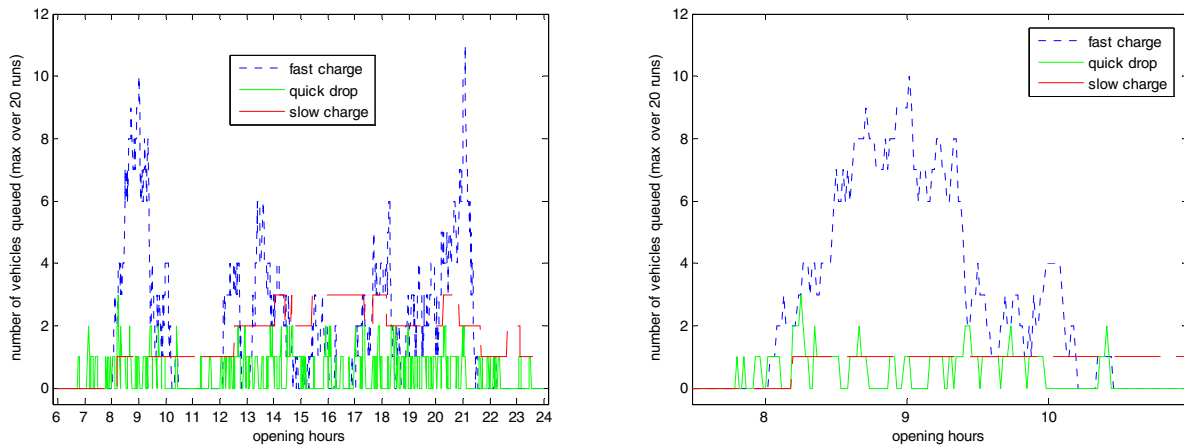 12
10
8
6
4
2
0
number of vehicles queued (max over 20 runs)
fast charge
quick drop
slow charge
6 7 8 9 10 11 12 13 14 15 16 17 18 19 20 21 22 23 24
opening hours
12
10
8
6
4
2
0
number of vehicles queued (max over 20 runs)
fast charge
quick drop
slow charge
8 9 10
opening hours